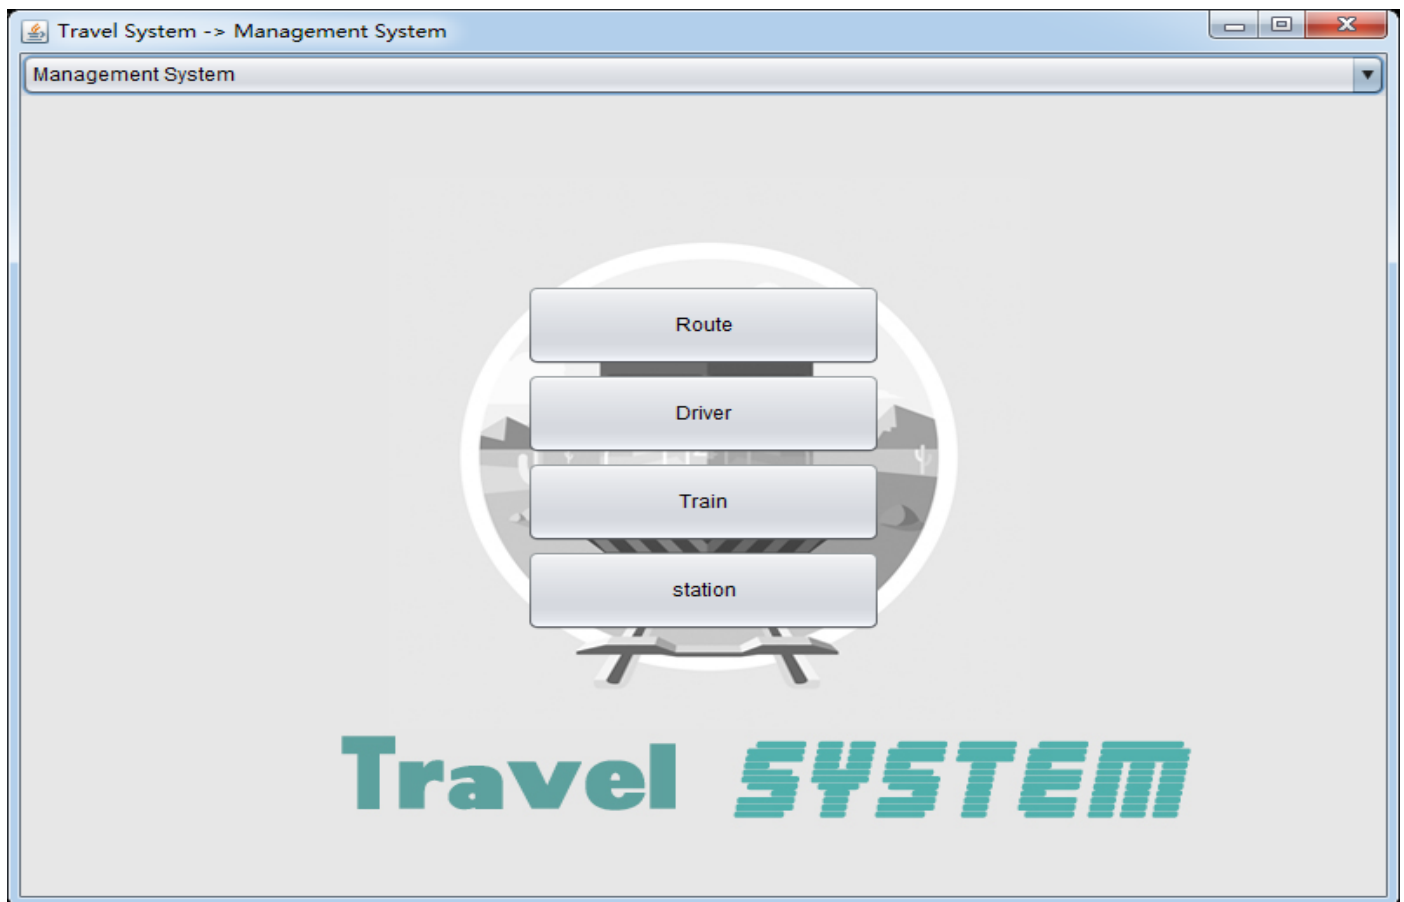 Travel System -> Management System
Management System
Route
Driver
Train
station
Travel SYSTEM